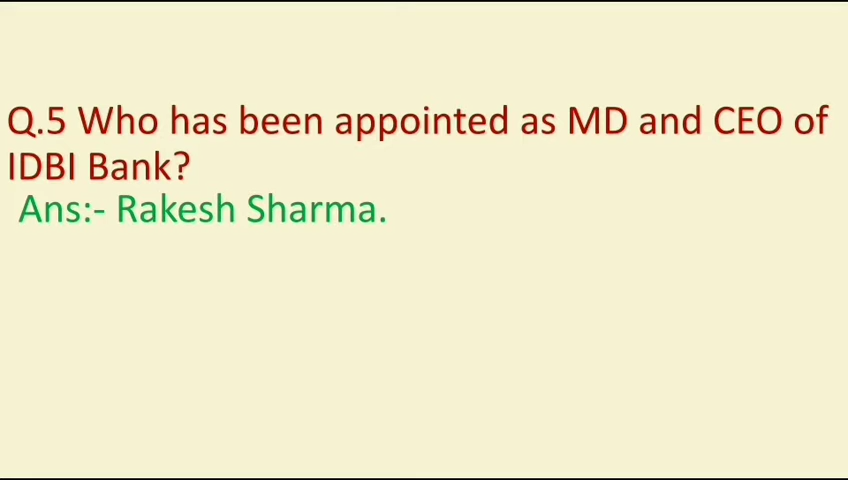 Q.5 Who has been appointed as MD and CEO of
IDBI Bank?
Ans:- Rakesh Sharma.